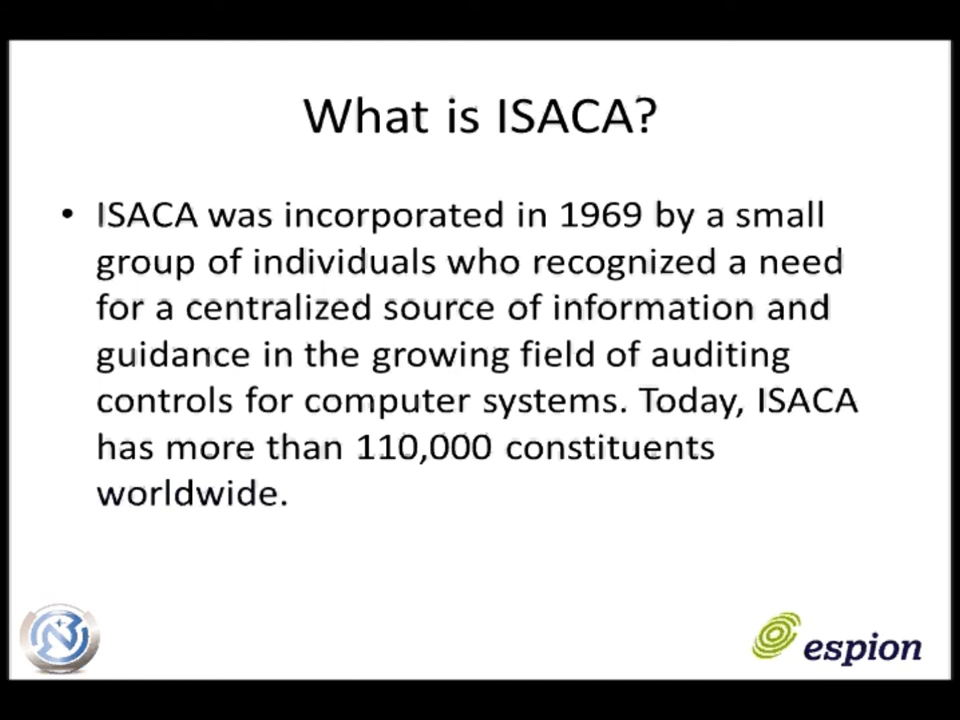 What is ISACA?
• ISACA was incorporated in 1969 by a small
group of individuals who recognized a need
for a centralized source of information and
guidance in the growing field of auditing
controls for computer systems. Today, ISACA
has more than 110,000 constituents
worldwide.
espion